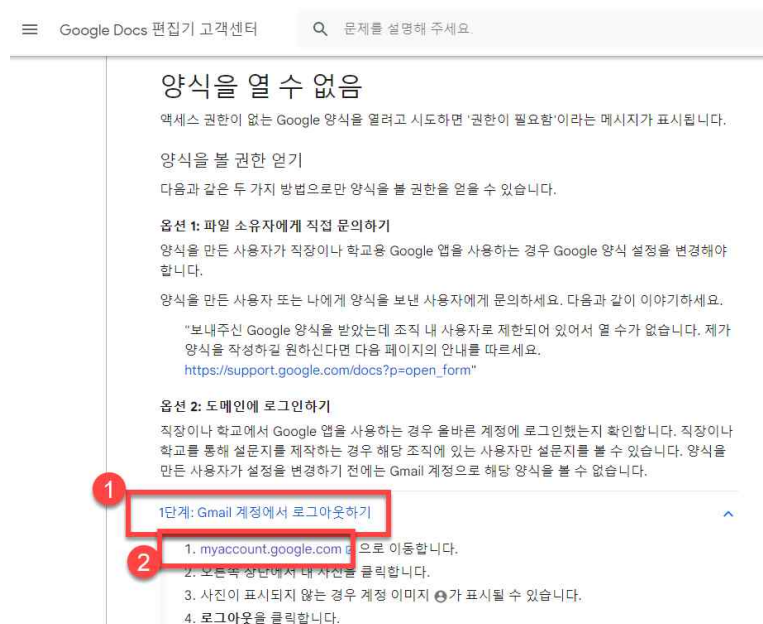 Google Docs 편집기 고객센터
문제를 설명해 주세요.
양식을 열 수 없음
액세스 권한이 없는 Google 양식을 열려고 시도하면 '권한이 필요함'이라는 메시지가 표시됩니다.
양식을 볼 권한 얻기
다음과 같은 두 가지 방법으로만 양식을 볼 권한을 얻을 수 있습니다.
옵션 1: 파일 소유자에게 직접 문의하기
양식을 만든 사용자가 직장이나 학교용 Google 앱을 사용하는 경우 Google 양식 설정을 변경해야
합니다.
양식을 만든 사용자 또는 나에게 양식을 보낸 사용자에게 문의하세요. 다음과 같이 이야기하세요.
"보내주신 Google 양식을 받았는데 조직 내 사용자로 제한되어 있어서 열 수가 없습니다. 제가
양식을 작성하길 원하신다면 다음 페이지의 안내를 따르세요.
https://support.google.com/docs?p=open_form"
옵션 2: 도메인에 로그인하기
직장이나 학교에서 Google 앱을 사용하는 경우 올바른 계정에 로그인했는지 확인합니다. 직장이나
학교를 통해 설문지를 제작하는 경우 해당 조직에 있는 사용자만 설문지를 볼 수 있습니다. 양식을
만든 사용자가 설정을 변경하기 전에는 Gmail 계정으로 해당 양식을 볼 수 없습니다.
1
1단계: Gmail 계정에서 로그아웃하기
2
1. myaccount.google.com 으로 이동합니다.
2. 오른쪽 상단에서 내 사진을 클릭합니다.
3. 사진이 표시되지 않는 경우 계정 이미지 가 표시될 수 있습니다.
4. 로그아웃을 클릭합니다.